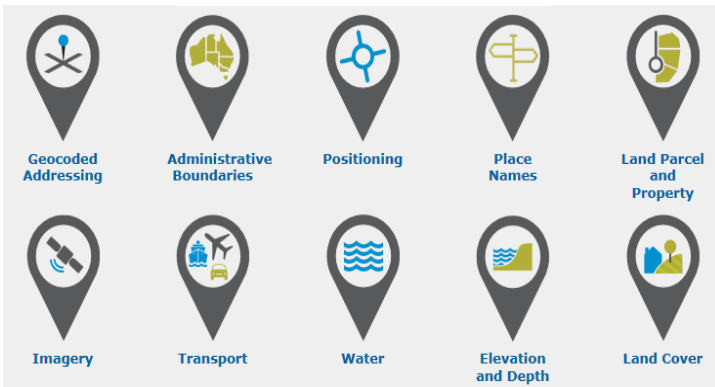 Geocoded
Addressing
Administrative
Boundaries
Positioning
Place
Names
Land Parcel
and
Property
Imagery
Transport
Water
Elevation
and Depth
Land Cover